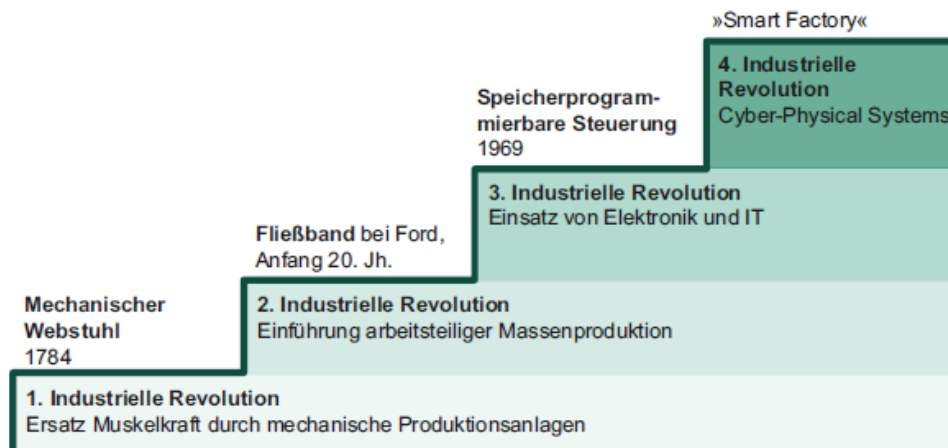 »Smart Factory«
4. Industrielle
Revolution
Cyber-Physical Systems
Speicherprogram-
mierbare Steuerung
1969
3. Industrielle Revolution
Einsatz von Elektronik und IT
Fließband bei Ford,
Anfang 20. Jh.
2. Industrielle Revolution
Einführung arbeitsteiliger Massenproduktion
Mechanischer
Webstuhl
1784
1. Industrielle Revolution
Ersatz Muskelkraft durch mechanische Produktionsanlagen